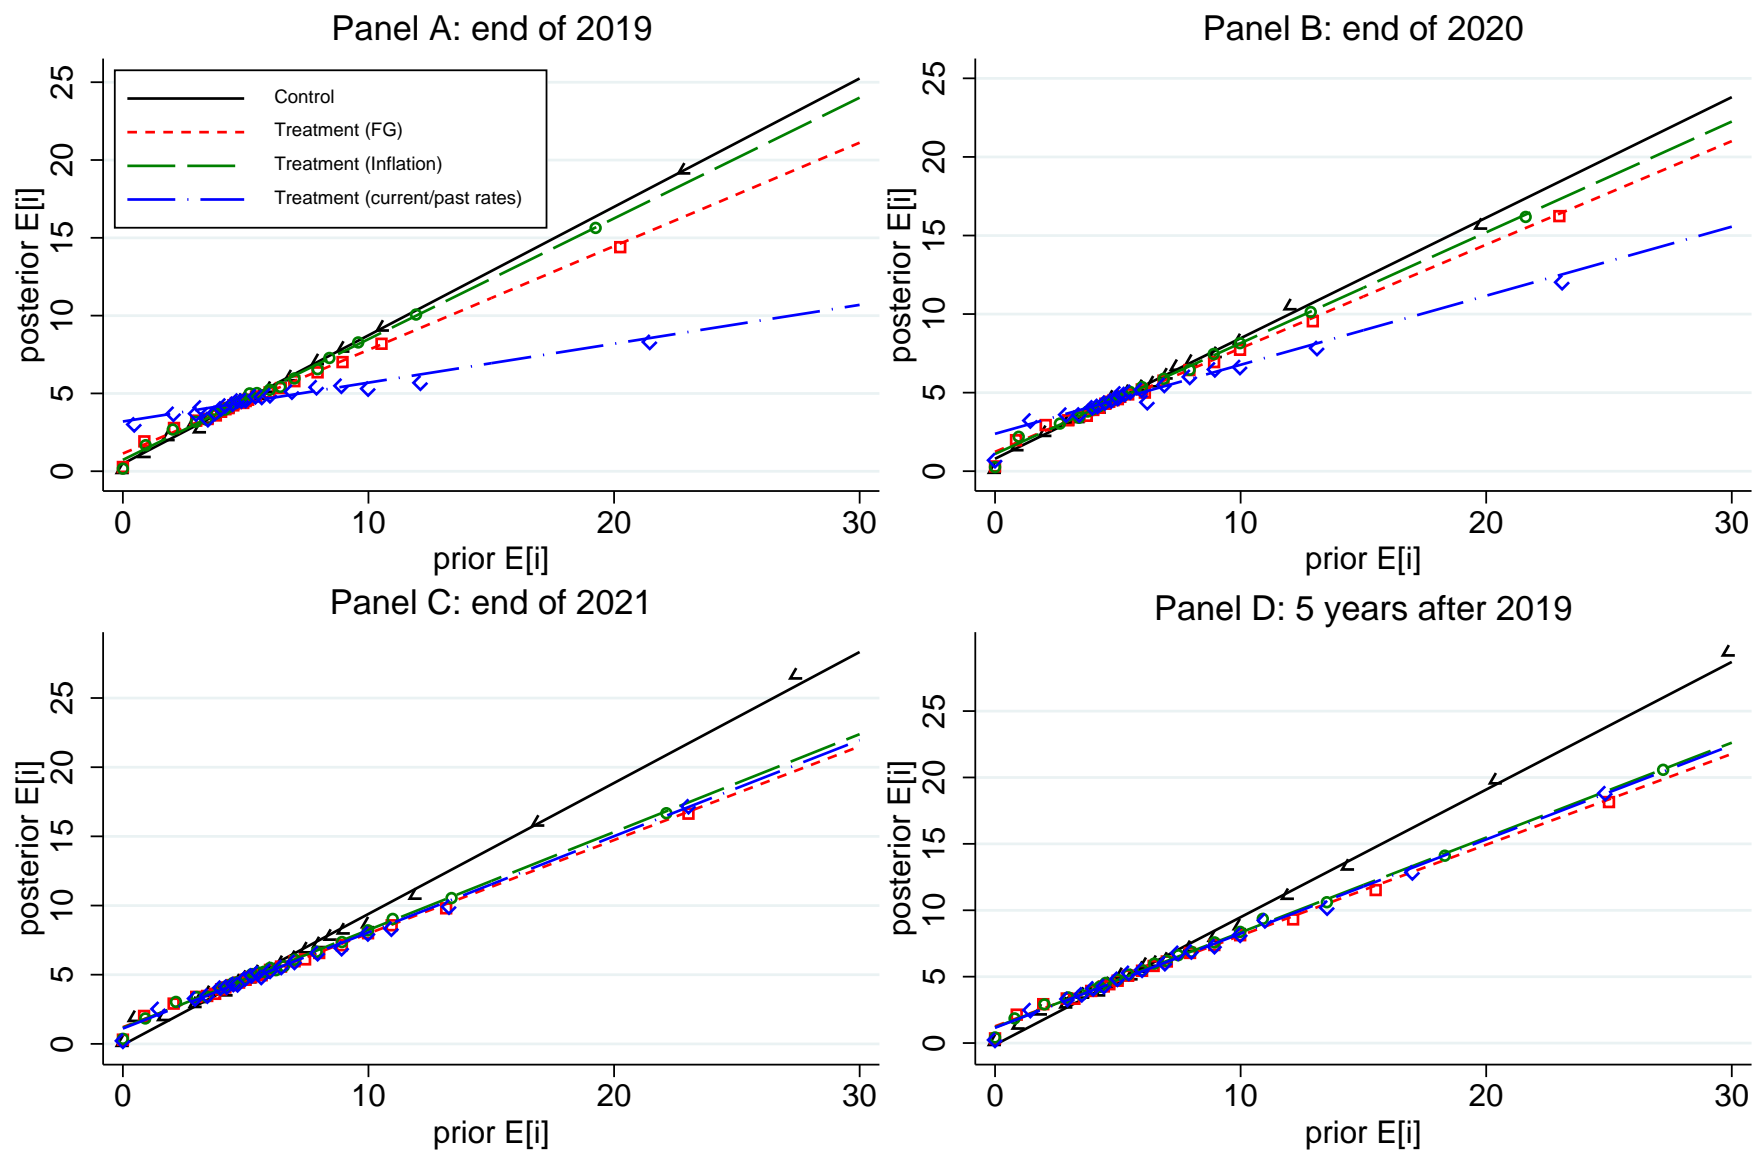 Panel A: end of 2019
posterior E[i]
25
20
15
10
5
0
Control
Treatment (FG)
Treatment (Inflation)
Treatment (current/past rates)
0 10 20 30
prior E[i]
Panel B: end of 2020
posterior E[i]
25
20
15
10
5
0
0 10 20 30
prior E[i]
Panel C: end of 2021
posterior E[i]
25
20
15
10
5
0
0 10 20 30
prior E[i]
Panel D: 5 years after 2019
posterior E[i]
25
20
15
10
5
0
0 10 20 30
prior E[i]